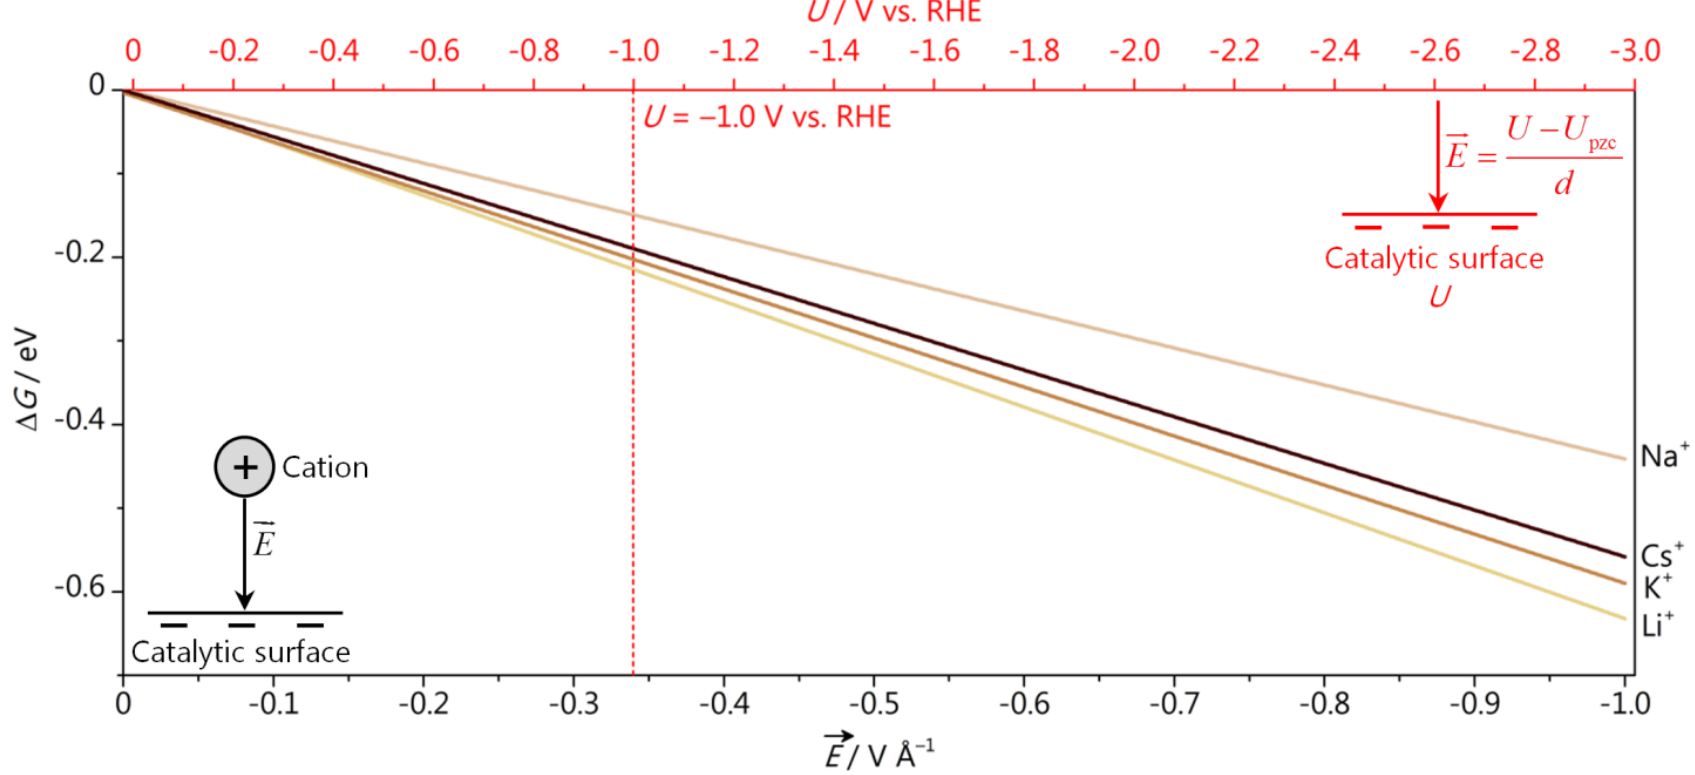 U / V vs. RHE
0 -0.2 -0.4 -0.6 -0.8 -1.0 -1.2 -1.4 -1.6 -1.8 -2.0 -2.2 -2.4 -2.6 -2.8 -3.0
U = –1.0 V vs. RHE
E = (U − Upzc) / d
Catalytic surface
U
0
-0.2
-0.4
-0.6
ΔG / eV
+ Cation
E
Catalytic surface
Na⁺
Cs⁺
K⁺
Li⁺
0 -0.1 -0.2 -0.3 -0.4 -0.5 -0.6 -0.7 -0.8 -0.9 -1.0
E / V Å⁻¹